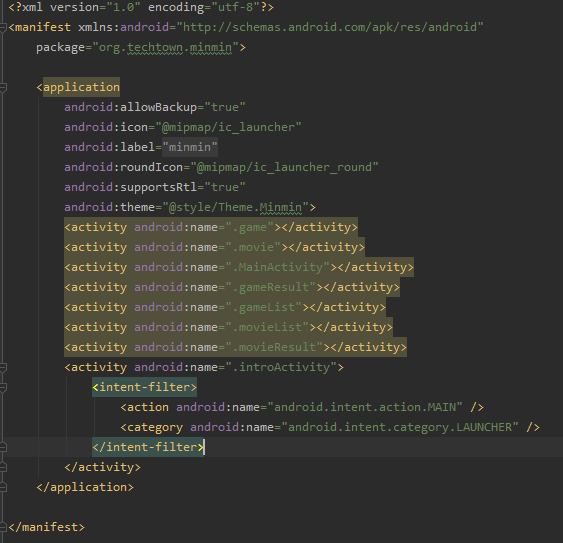 <?xml version="1.0" encoding="utf-8"?>
<manifest xmlns:android="http://schemas.android.com/apk/res/android"
    package="org.techtown.minmin">

    <application
        android:allowBackup="true"
        android:icon="@mipmap/ic_launcher"
        android:label="minmin"
        android:roundIcon="@mipmap/ic_launcher_round"
        android:supportsRtl="true"
        android:theme="@style/Theme.Minmin">
        <activity android:name=".game"></activity>
        <activity android:name=".movie"></activity>
        <activity android:name=".MainActivity"></activity>
        <activity android:name=".gameResult"></activity>
        <activity android:name=".gameList"></activity>
        <activity android:name=".movieList"></activity>
        <activity android:name=".movieResult"></activity>
        <activity android:name=".introActivity">
            <intent-filter>
                <action android:name="android.intent.action.MAIN" />
                <category android:name="android.intent.category.LAUNCHER" />
            </intent-filter>
        </activity>
    </application>

</manifest>